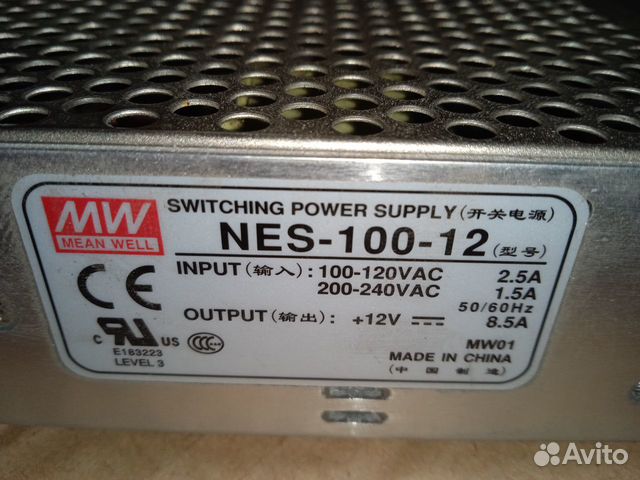 MW
MEAN WELL
SWITCHING POWER SUPPLY (开关电源)
NES-100-12 (型号)
INPUT (输入) : 100-120VAC 2.5A
200-240VAC 1.5A
50/60Hz
OUTPUT (输出) : +12V 8.5A
CE
c RU US
E183223
LEVEL 3
CCC
MW01
MADE IN CHINA
(中国制造)
Avito